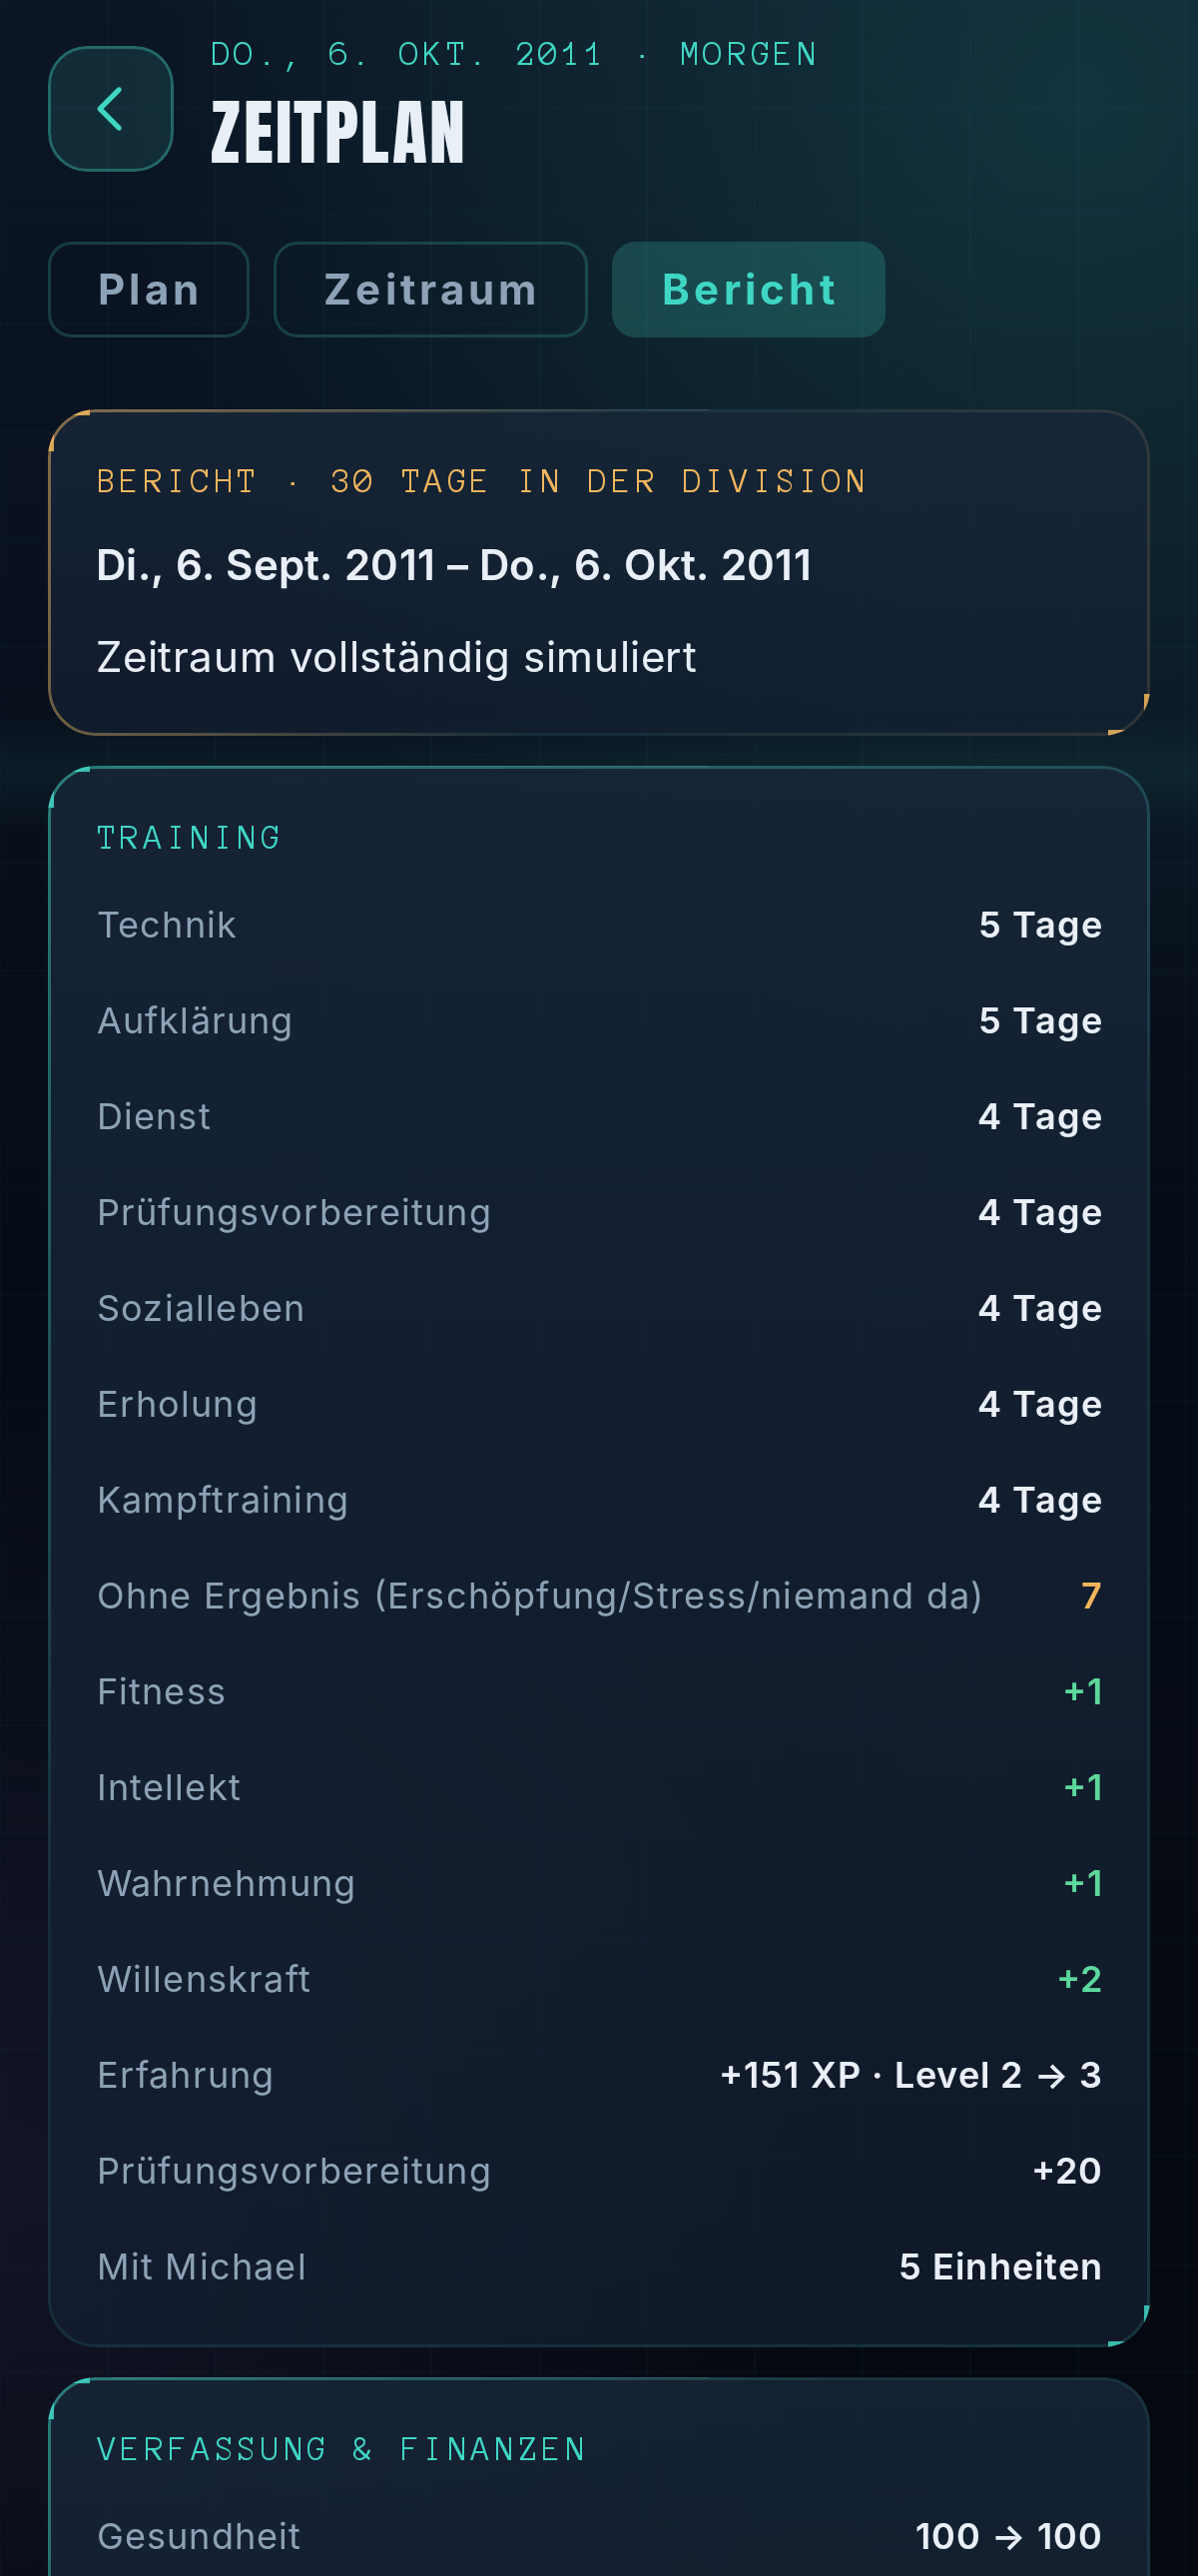 DO., 6. OKT. 2011 · MORGEN
ZEITPLAN
Plan
Zeitraum
Bericht
BERICHT · 30 TAGE IN DER DIVISION
Di., 6. Sept. 2011 – Do., 6. Okt. 2011
Zeitraum vollständig simuliert
TRAINING
Technik 5 Tage
Aufklärung 5 Tage
Dienst 4 Tage
Prüfungsvorbereitung 4 Tage
Sozialleben 4 Tage
Erholung 4 Tage
Kampftraining 4 Tage
Ohne Ergebnis (Erschöpfung/Stress/niemand da) 7
Fitness +1
Intellekt +1
Wahrnehmung +1
Willenskraft +2
Erfahrung +151 XP · Level 2 → 3
Prüfungsvorbereitung +20
Mit Michael 5 Einheiten
VERFASSUNG & FINANZEN
Gesundheit 100 → 100